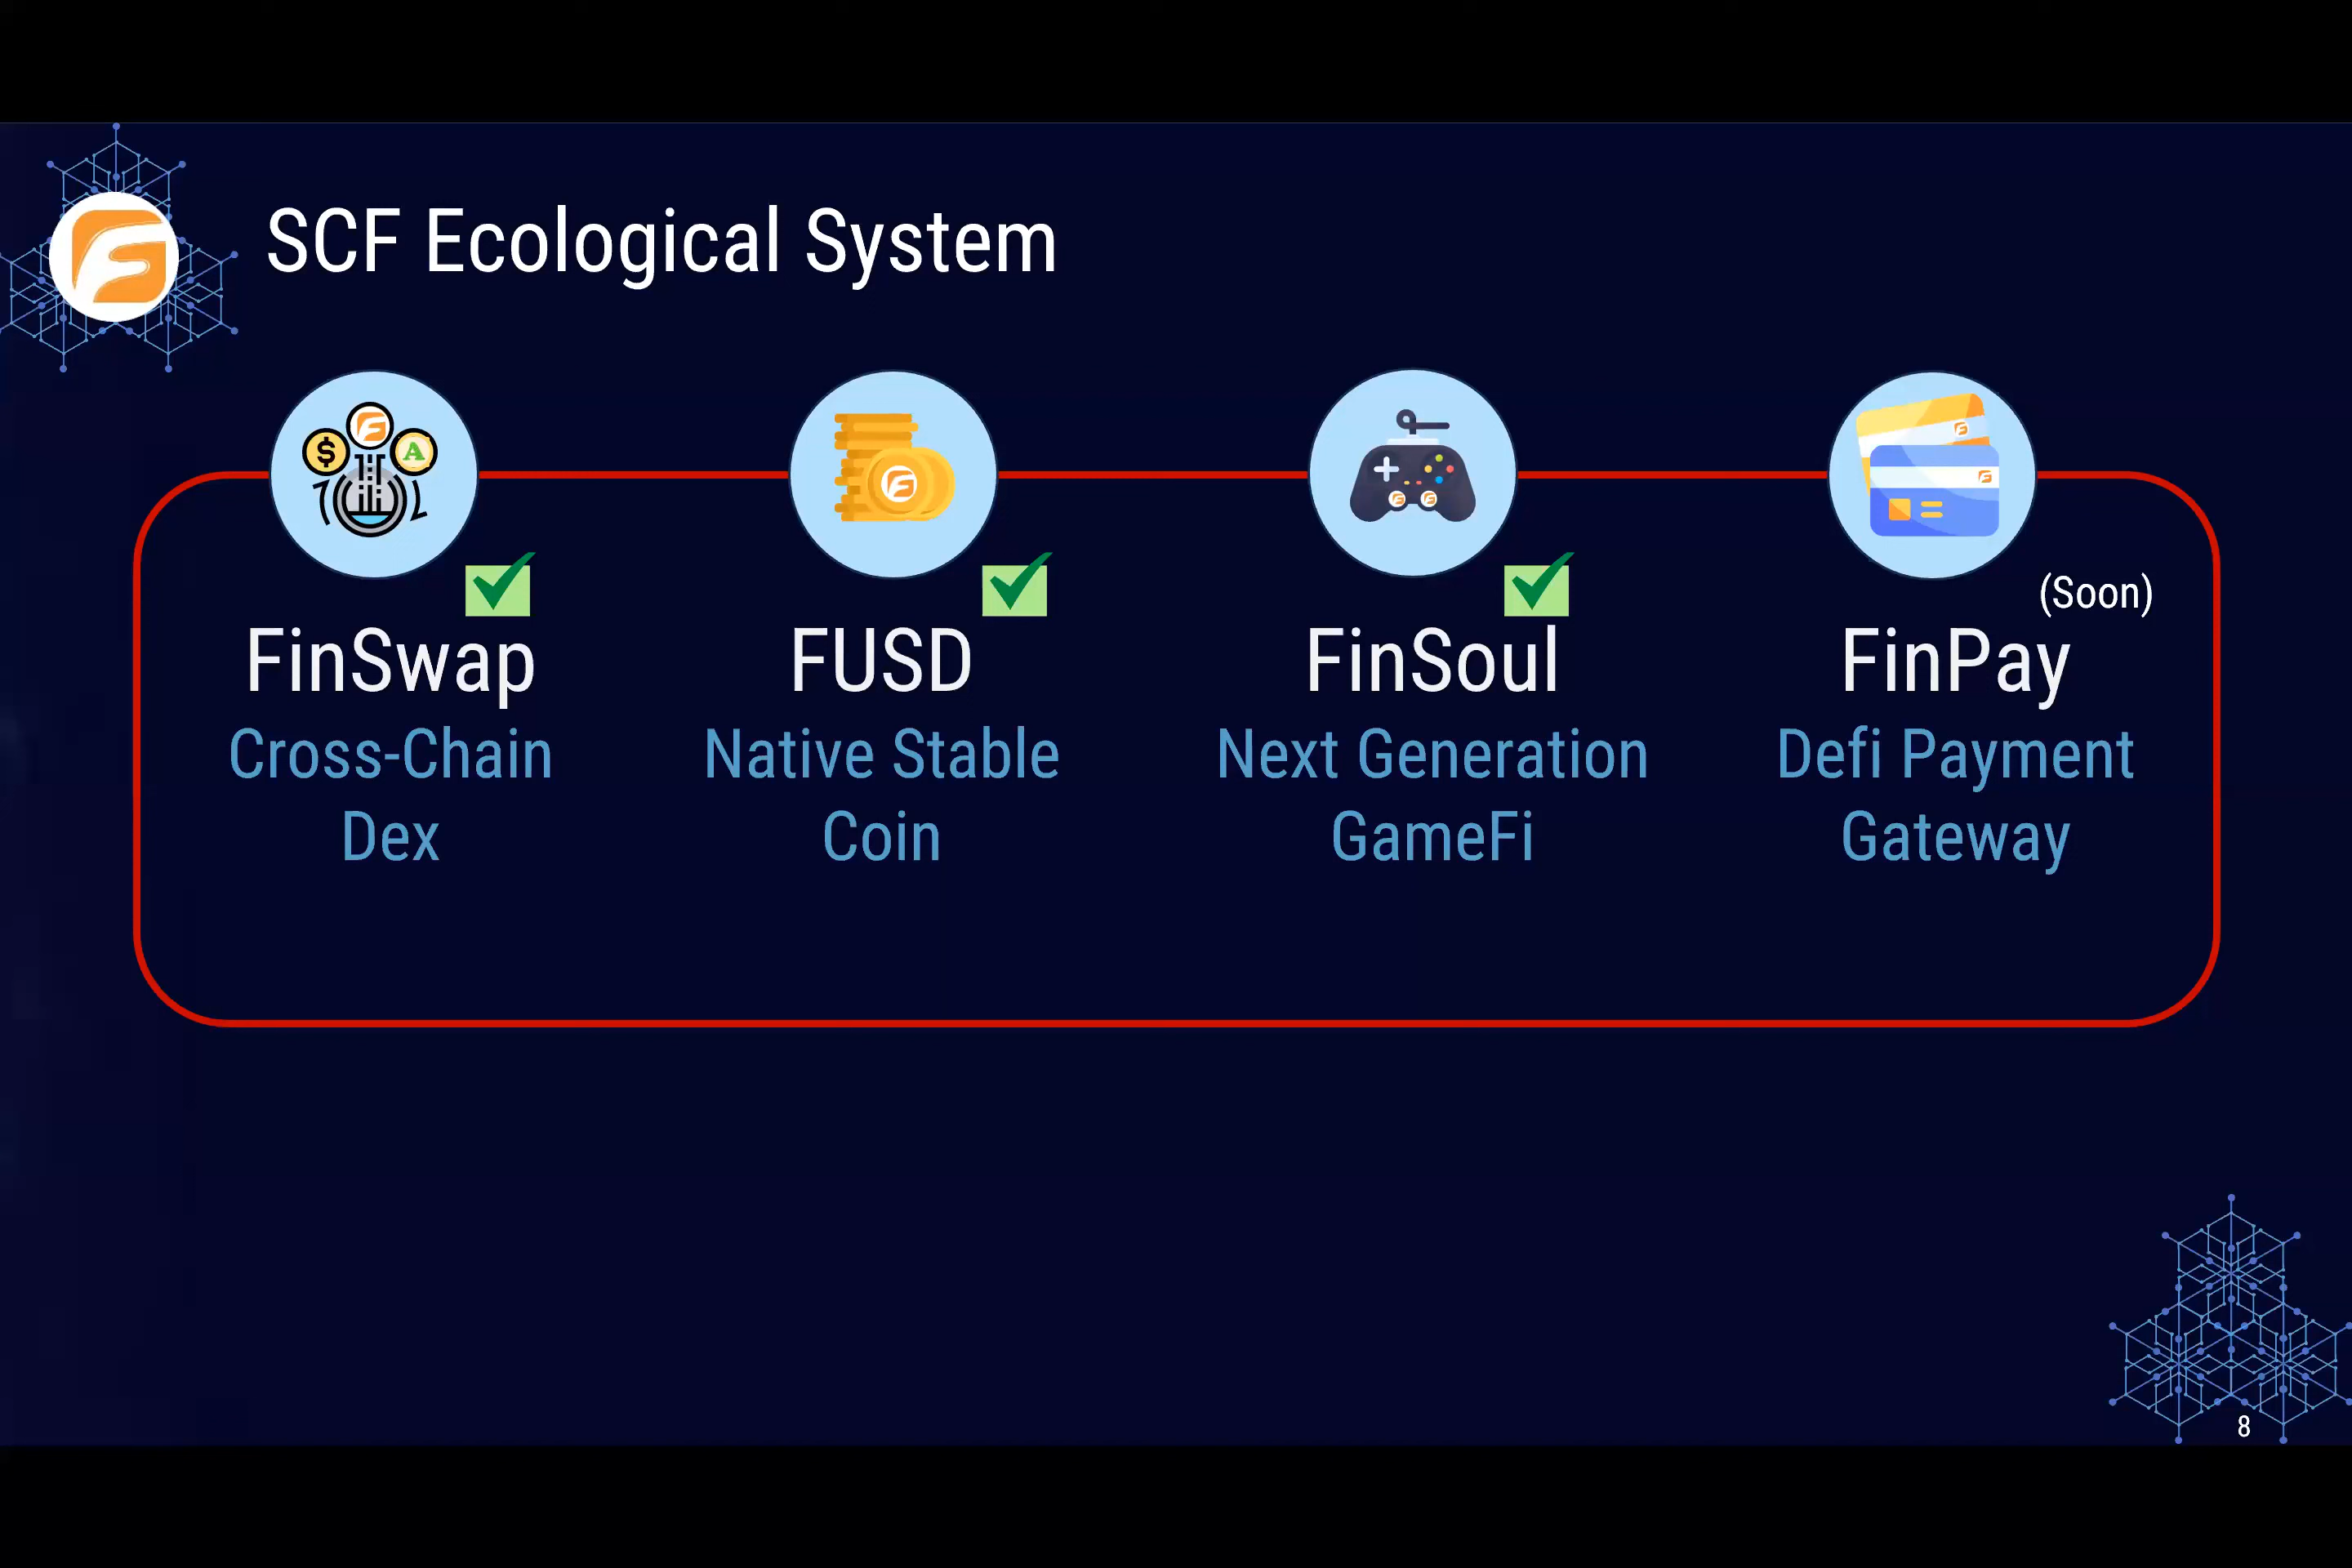 SCF Ecological System
$
A
(Soon)
FinSwap
Cross-Chain
Dex
FUSD
Native Stable
Coin
FinSoul
Next Generation
GameFi
FinPay
Defi Payment
Gateway
8